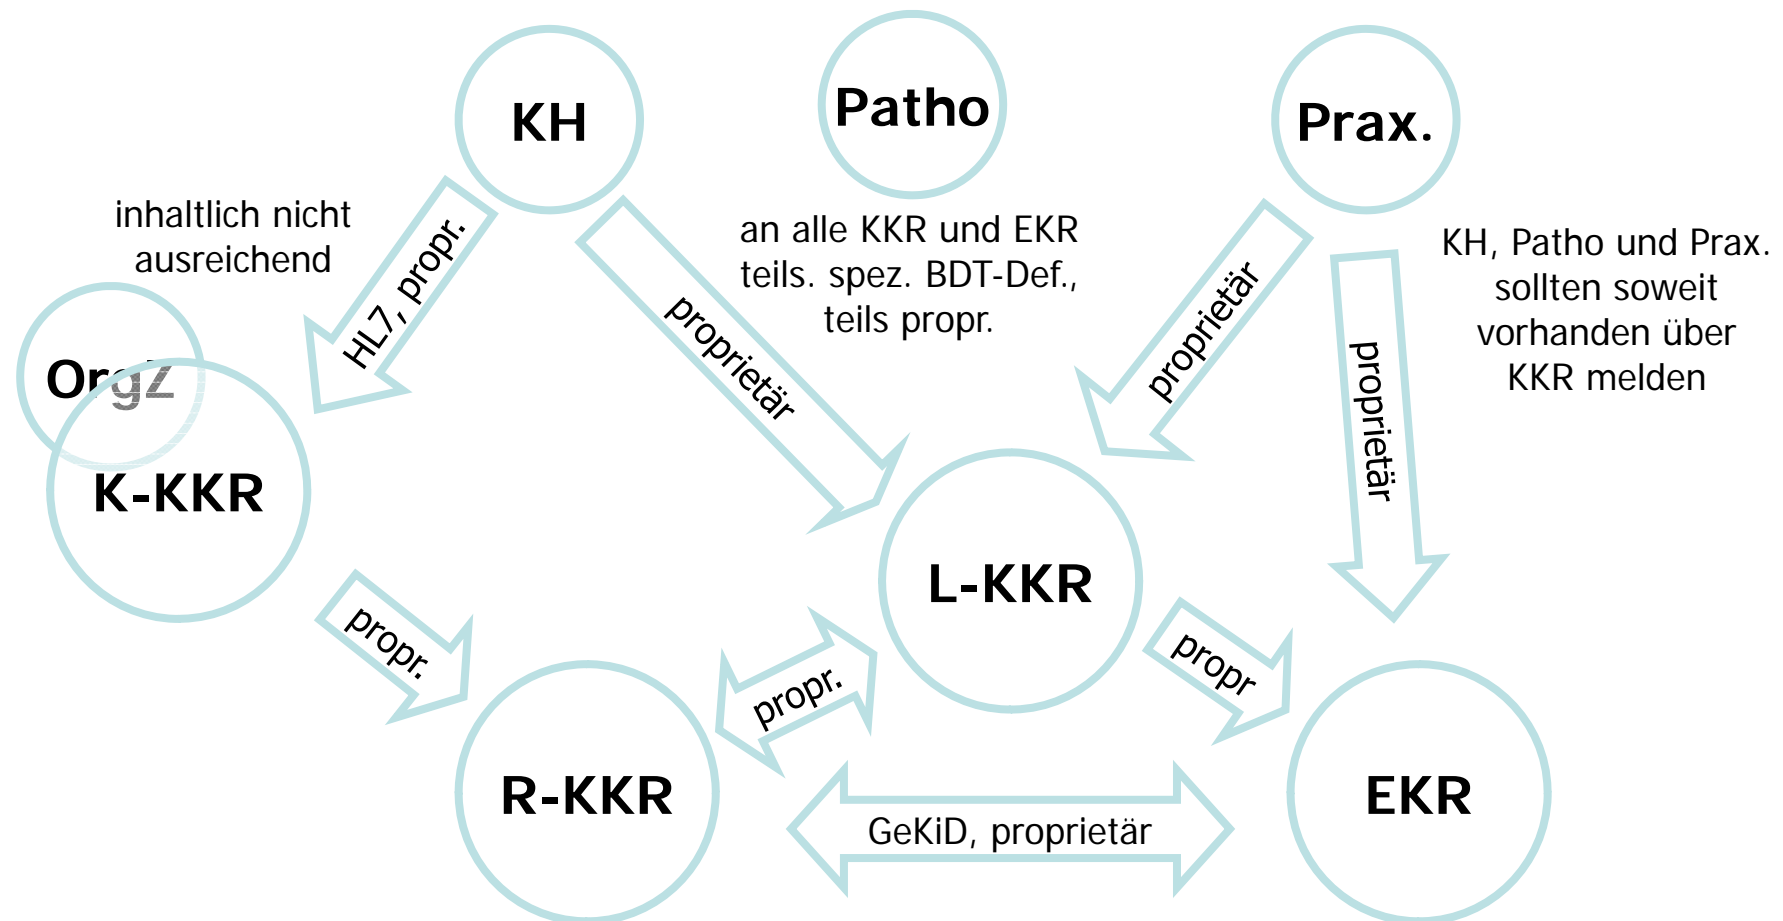 KH
Patho
Prax.
inhaltlich nicht
ausreichend
HL7, propr.
proprietär
an alle KKR und EKR
teils. spez. BDT-Def.,
teils propr.
proprietär
proprietär
KH, Patho und Prax.
sollten soweit
vorhanden über
KKR melden
OrgZ
K-KKR
L-KKR
propr.
propr.
propr
R-KKR
GeKiD, proprietär
EKR